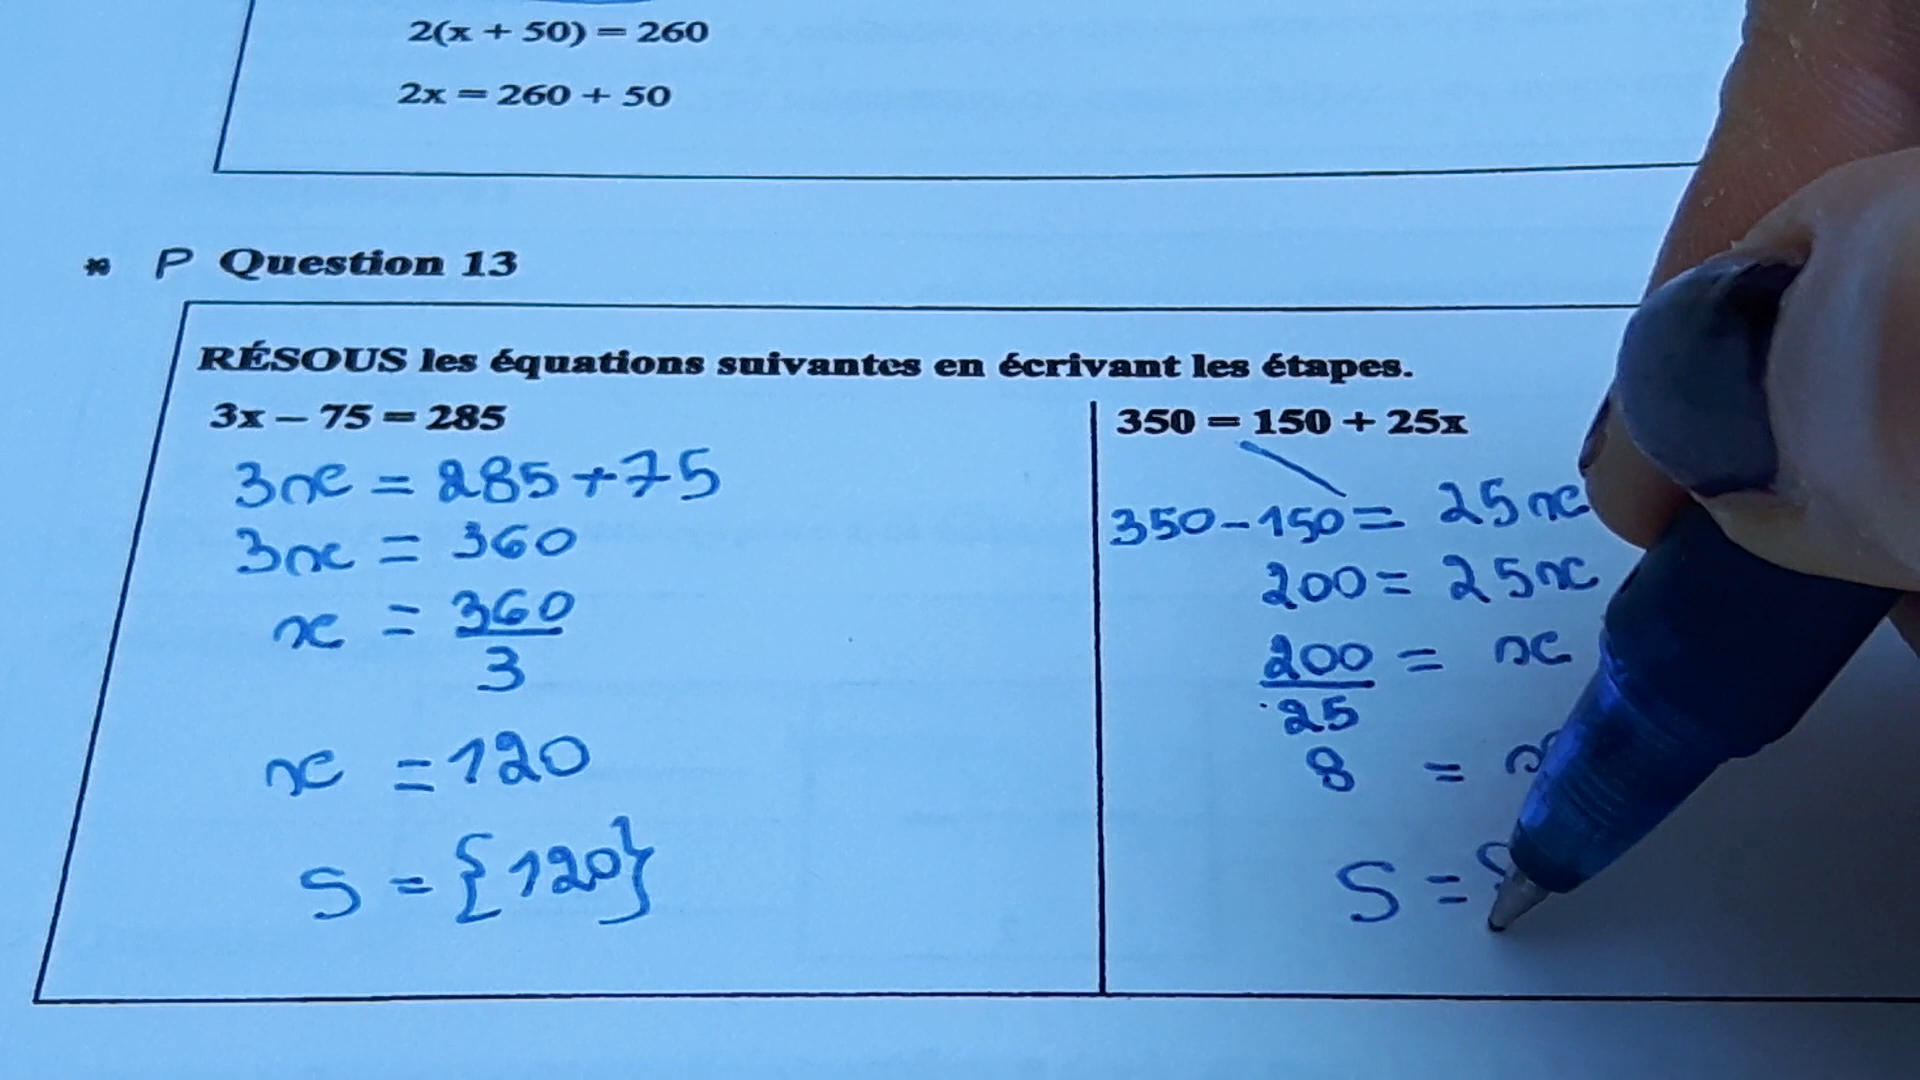 2(x + 50) = 260
2x = 260 + 50
P Question 13
RÉSOUS les équations suivantes en écrivant les étapes.
3x – 75 = 285
3x = 285+75
3x = 360
x = 360/3
x = 120
S = {120}
350 = 150 + 25x
350-150 = 25x
200 = 25x
200/25 = x
8 = x
S = {